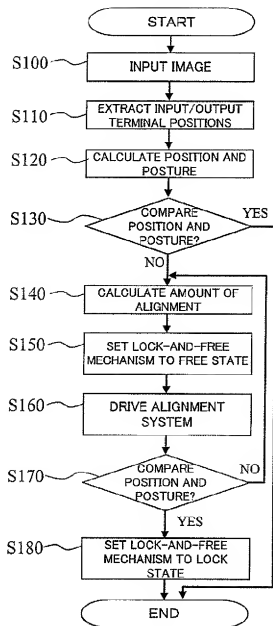 START
S100
INPUT IMAGE
S110
EXTRACT INPUT/OUTPUT
TERMINAL POSITIONS
S120
CALCULATE POSITION AND
POSTURE
S130
COMPARE
POSITION AND
POSTURE?
YES
NO
S140
CALCULATE AMOUNT OF
ALIGNMENT
S150
SET LOCK-AND-FREE
MECHANISM TO FREE STATE
S160
DRIVE ALIGNMENT
SYSTEM
S170
COMPARE
POSITION AND
POSTURE?
NO
YES
S180
SET LOCK-AND-FREE
MECHANISM TO LOCK
STATE
END